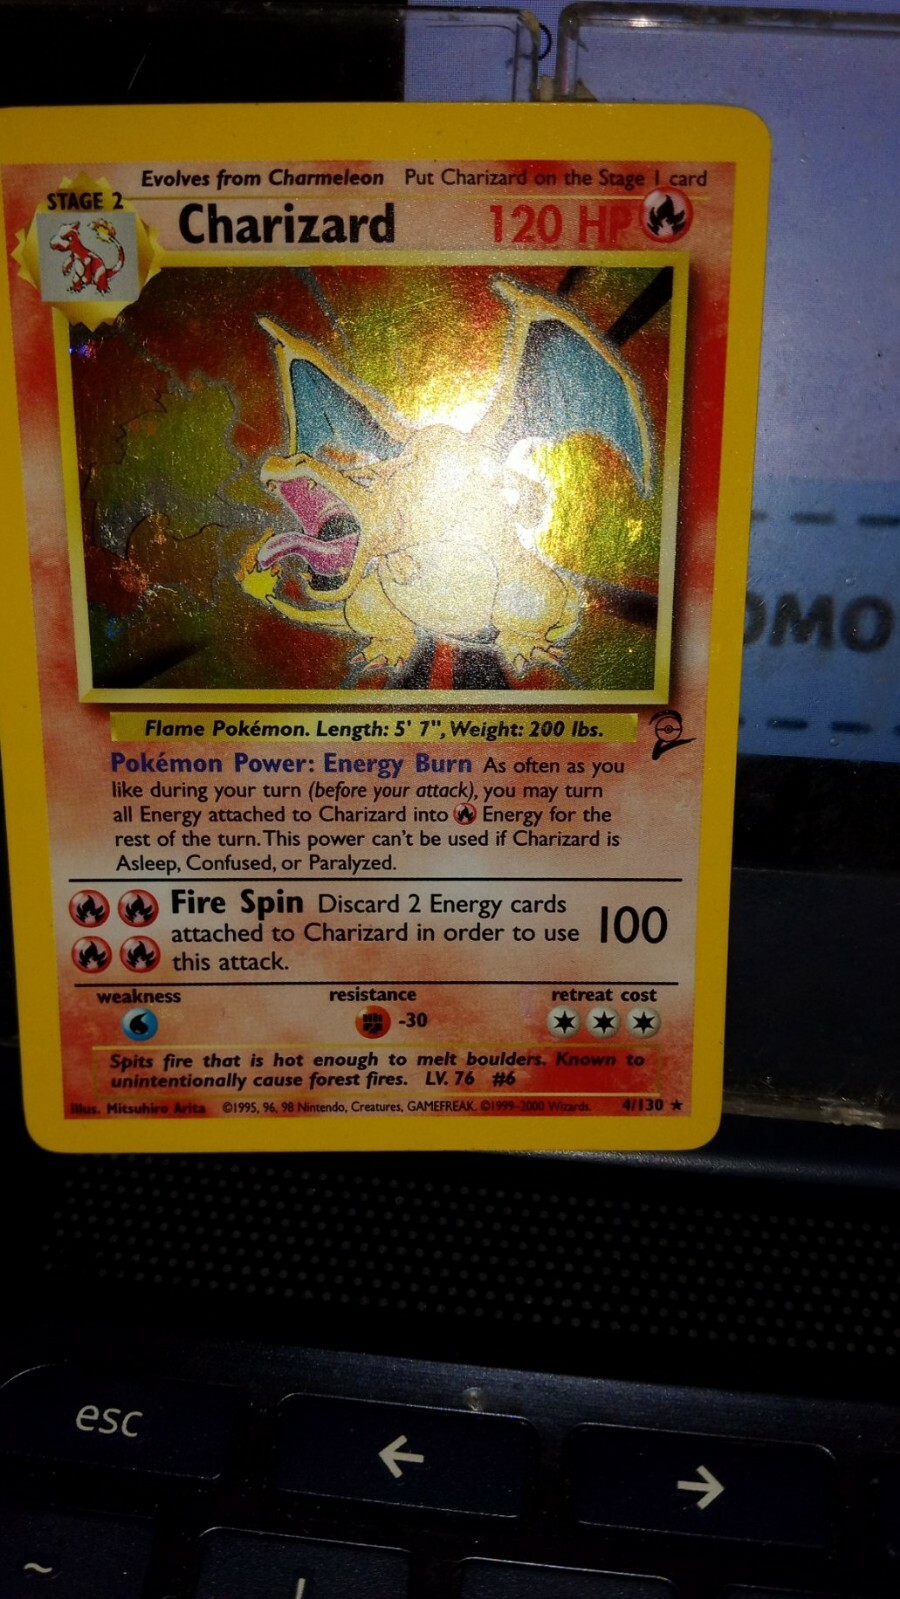 Evolves from Charmeleon Put Charizard on the Stage 1 card
STAGE 2
Charizard 120 HP
OMO
Flame Pokémon. Length: 5' 7", Weight: 200 lbs.
Pokémon Power: Energy Burn As often as you
like during your turn (before your attack), you may turn
all Energy attached to Charizard into Energy for the
rest of the turn. This power can't be used if Charizard is
Asleep, Confused, or Paralyzed.
Fire Spin Discard 2 Energy cards
attached to Charizard in order to use 100
this attack.
weakness resistance retreat cost
-30
Spits fire that is hot enough to melt boulders. Known to
unintentionally cause forest fires. LV. 76 #6
Illus. Mitsuhiro Arita ©1995, 96, 98 Nintendo, Creatures, GAMEFREAK. ©1999-2000 Wizards. 4/130 ★
esc ← →
~